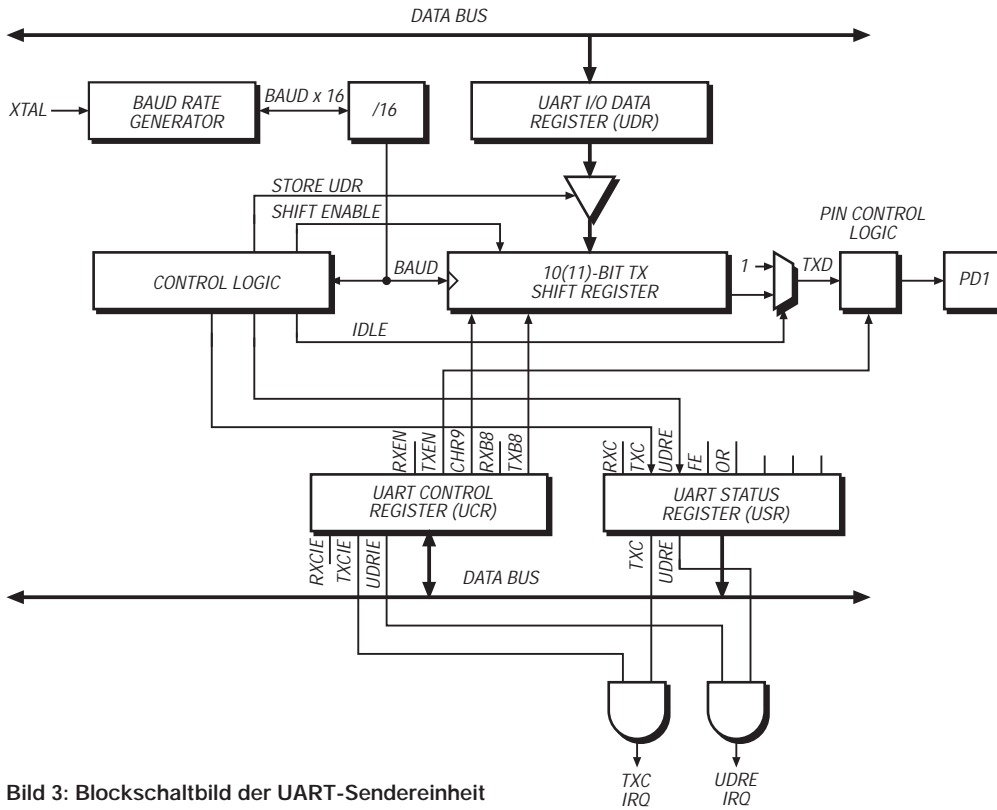 DATA BUS
XTAL
BAUD RATE
GENERATOR
BAUD x 16
/16
UART I/O DATA
REGISTER (UDR)
STORE UDR
SHIFT ENABLE
PIN CONTROL
LOGIC
CONTROL LOGIC
BAUD
10(11)-BIT TX
SHIFT REGISTER
1
TXD
PD1
IDLE
RXEN
TXEN
CHR9
RXB8
TXB8
RXC
TXC
UDRE
FE
OR
UART CONTROL
REGISTER (UCR)
UART STATUS
REGISTER (USR)
RXCIE
TXCIE
UDRIE
TXC
UDRE
DATA BUS
TXC
IRQ
UDRE
IRQ
Bild 3: Blockschaltbild der UART-Sendereinheit